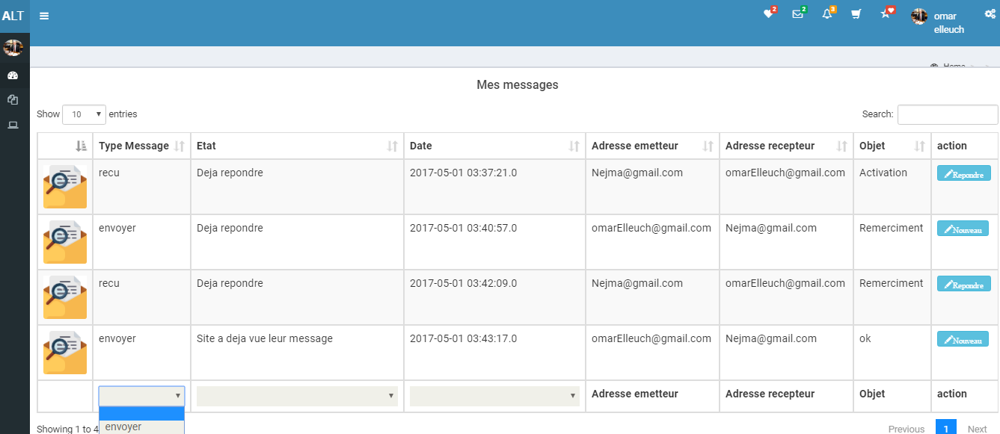 ALT
2 2 3
omar
elleuch
Home
Mes messages
Show 10 entries
Search:
Type Message Etat Date Adresse emetteur Adresse recepteur Objet action
recu Deja repondre 2017-05-01 03:37:21.0 Nejma@gmail.com omarElleuch@gmail.com Activation Repondre
envoyer Deja repondre 2017-05-01 03:40:57.0 omarElleuch@gmail.com Nejma@gmail.com Remerciment Nouveau
recu Deja repondre 2017-05-01 03:42:09.0 Nejma@gmail.com omarElleuch@gmail.com Remerciment Repondre
envoyer Site a deja vue leur message 2017-05-01 03:43:17.0 omarElleuch@gmail.com Nejma@gmail.com ok Nouveau
Adresse emetteur Adresse recepteur Objet action
envoyer
Showing 1 to 4
Previous 1 Next